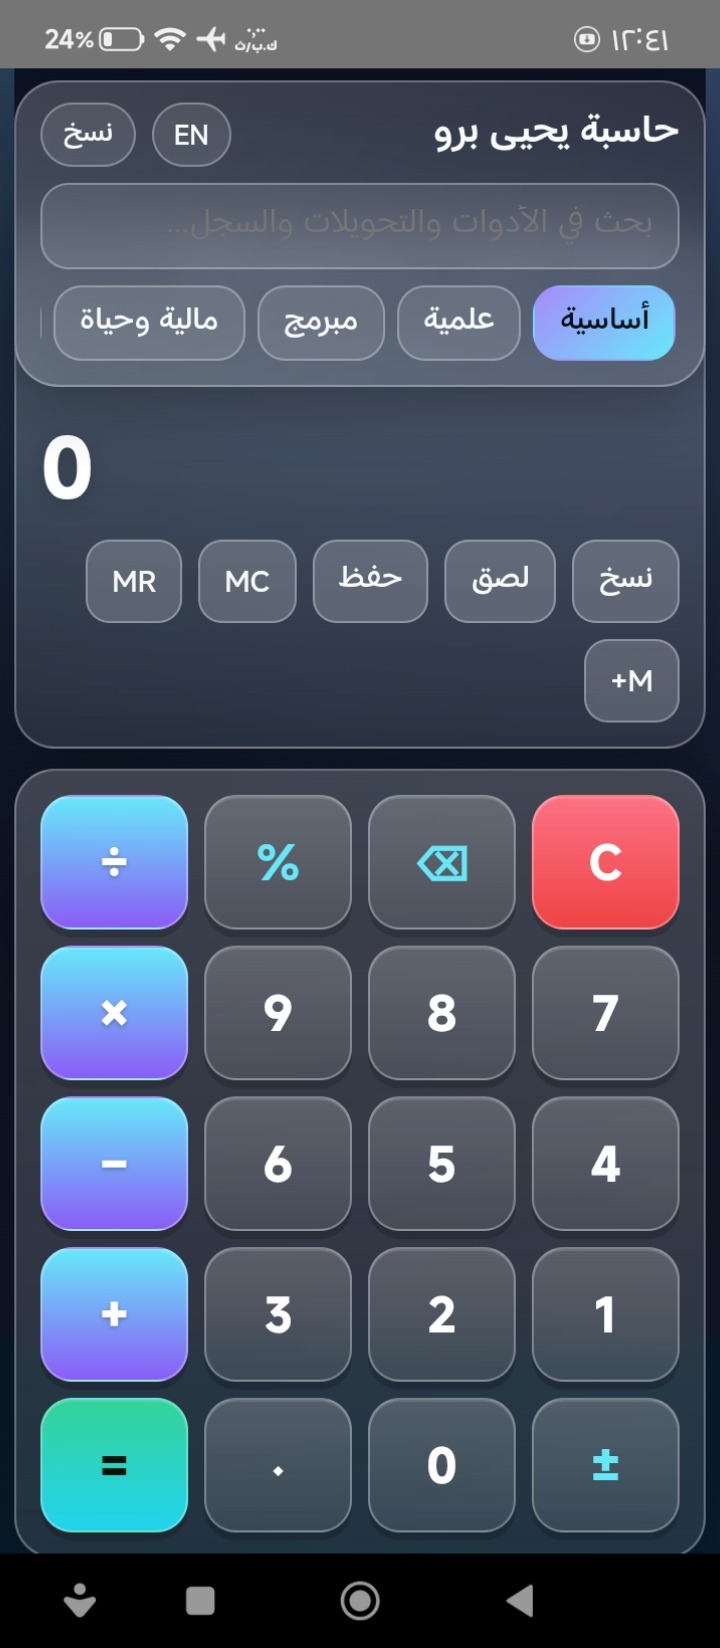 ١٢:٤١ ك.ب/ث 24%
حاسبة يحيى برو EN نسخ
بحث في الأدوات والتحويلات والسجل...
أساسية علمية مبرمج مالية وحياة
0
نسخ لصق حفظ MC MR
+M
C ⌫ % ÷
7 8 9 ×
4 5 6 −
1 2 3 +
± 0 . =